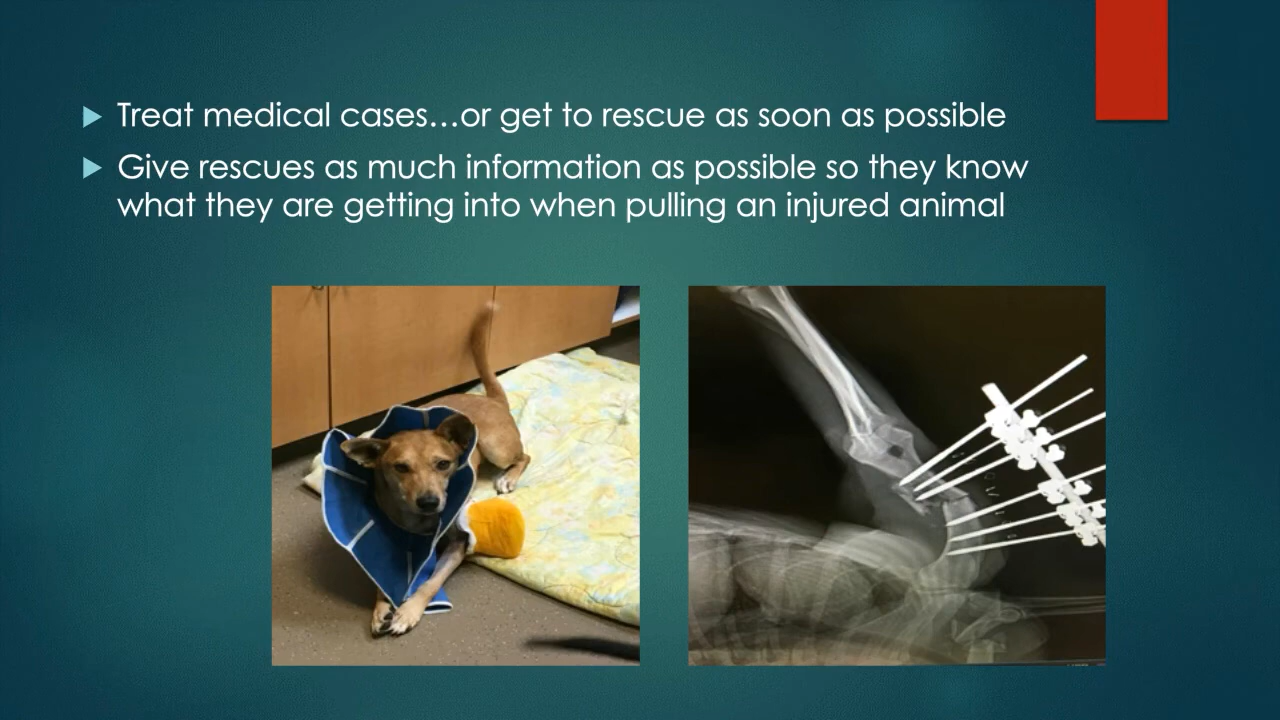 Treat medical cases...or get to rescue as soon as possible
Give rescues as much information as possible so they know
what they are getting into when pulling an injured animal